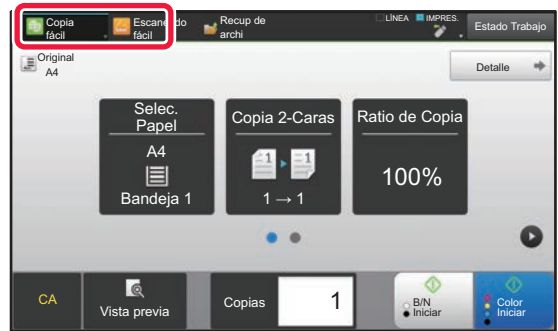 Copia
fácil
Escaneado
fácil
Recup de
archi
LÍNEA
IMPRES.
Estado Trabajo
Original
A4
Detalle
Selec.
Papel
A4
Bandeja 1
Copia 2-Caras
1 1
1 → 1
Ratio de Copia
100%
CA
Vista previa
Copias
1
B/N
Iniciar
Color
Iniciar